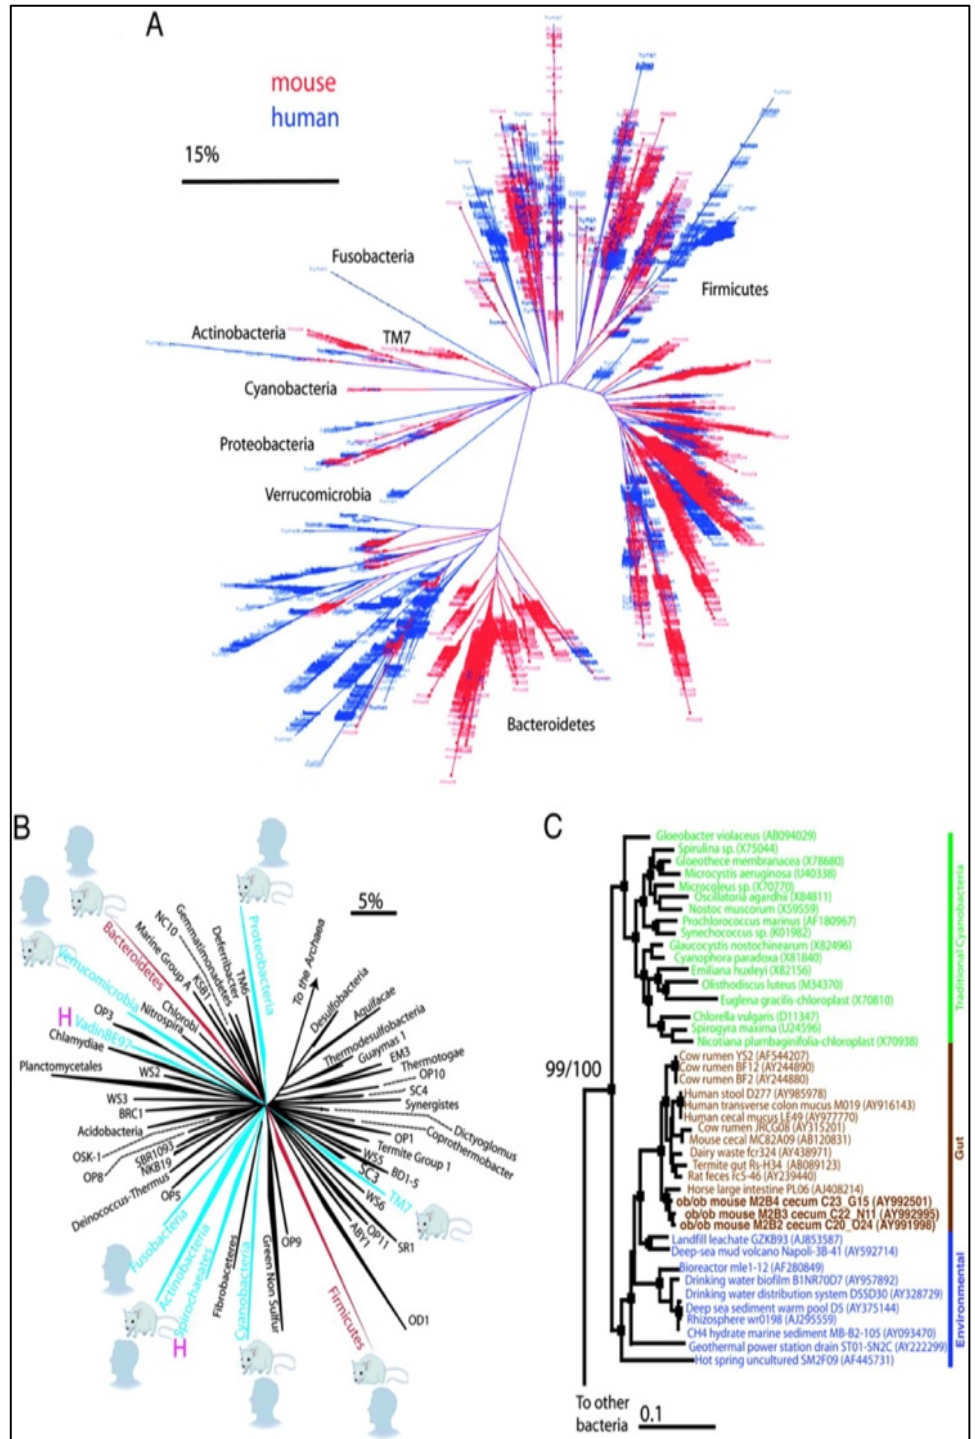 A
mouse
human
15%
Fusobacteria
Actinobacteria
TM7
Cyanobacteria
Proteobacteria
Verrucomicrobia
Firmicutes
Bacteroidetes
B
5%
Bacteroidetes
NC10
Marine Group A
Gemmatimonadetes
KSB1
Deferribacter
TM6
Proteobacteria
To the Archaea
Desulfobacteria
Aquifacae
Thermodesulfobacteria
Guaymas 1
EM3
Thermotogae
OP10
SC4
Synergistes
Dictyoglomus
Coprothermobacter
OP1
Termite Group 1
WS5
BD1-5
SC3
TM7
WS6
SR1
OP11
ABY1
OD1
Firmicutes
OP9
Green Non Sulfur
Cyanobacteria
Fibrobacteres
Spirochaeates
H
Actinobacteria
Fusobacteria
OP5
Deinococcus-Thermus
NKB19
SBR1093
OP8
OSK-1
Acidobacteria
BRC1
WS3
WS2
Planctomycetales
Chlamydiae
H
VadinBE97
OP3
Nitrospira
Chlorobi
Verrucomicrobia
C
Gloeobacter violaceus (AB094029)
Spirulina sp. (X75044)
Gloeothece membranacea (X78680)
Microcystis aeruginosa (U40338)
Microcoleus sp. (X70770)
Oscillatoria agardhii (X84811)
Nostoc muscorum (X59559)
Prochlorococcus marinus (AF180967)
Synechococcus sp. (K01982)
Glaucocystis nostochinearum (X82496)
Cyanophora paradoxa (X81840)
Emiliana huxleyi (X82156)
Olisthodiscus luteus (M34370)
Euglena gracilis-chloroplast (X70810)
Chlorella vulgaris (D11347)
Spirogyra maxima (U24596)
Nicotiana plumbaginifolia-chloroplast (X70938)
Traditional Cyanobacteria
99/100
Cow rumen YS2 (AF544207)
Cow rumen BF12 (AY244890)
Cow rumen BF2 (AY244880)
Human stool D277 (AY985978)
Human transverse colon mucus M019 (AY916143)
Human cecal mucus LE49 (AY977770)
Cow rumen JRCG08 (AY315201)
Mouse cecal MC82A09 (AB120831)
Dairy waste fcr324 (AY438971)
Termite gut Rs-H34 (AB089123)
Rat feces rc5-46 (AY239440)
Horse large intestine PL06 (AJ408214)
ob/ob mouse M2B4 cecum C23_G15 (AY992501)
ob/ob mouse M2B3 cecum C22_N11 (AY992995)
ob/ob mouse M2B2 cecum C20_O24 (AY991998)
Gut
Landfill leachate GZKB93 (AJ853587)
Deep-sea mud volcano Napoli-3B-41 (AY592714)
Bioreactor mle1-12 (AF280849)
Drinking water biofilm B1NR70D7 (AY957892)
Drinking water distribution system DSSD30 (AY328729)
Deep sea sediment warm pool D5 (AY375144)
Rhizosphere wr0198 (AJ295559)
CH4 hydrate marine sediment MB-B2-105 (AY093470)
Geothermal power station drain ST01-SN2C (AY222299)
Hot spring uncultured SM2F09 (AF445731)
Environmental
To other
bacteria
0.1